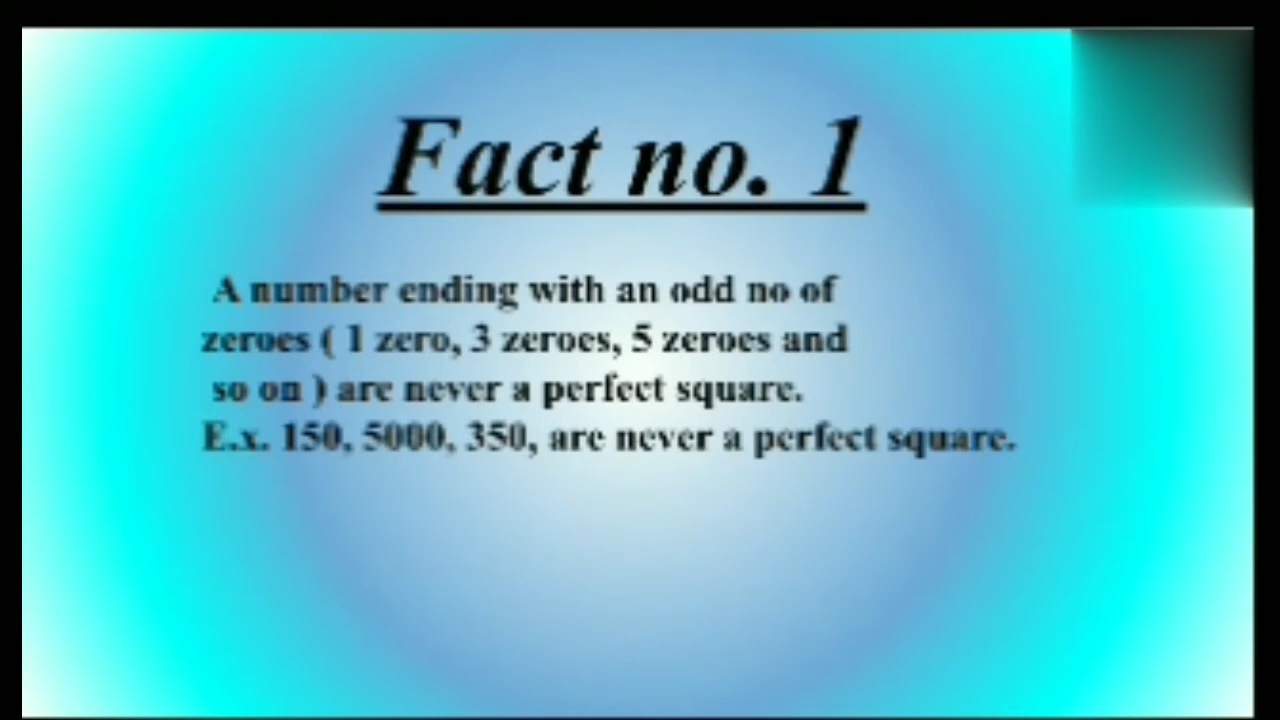 Fact no. 1
A number ending with an odd no of
zeroes ( 1 zero, 3 zeroes, 5 zeroes and
so on ) are never a perfect square.
E.x. 150, 5000, 350, are never a perfect square.